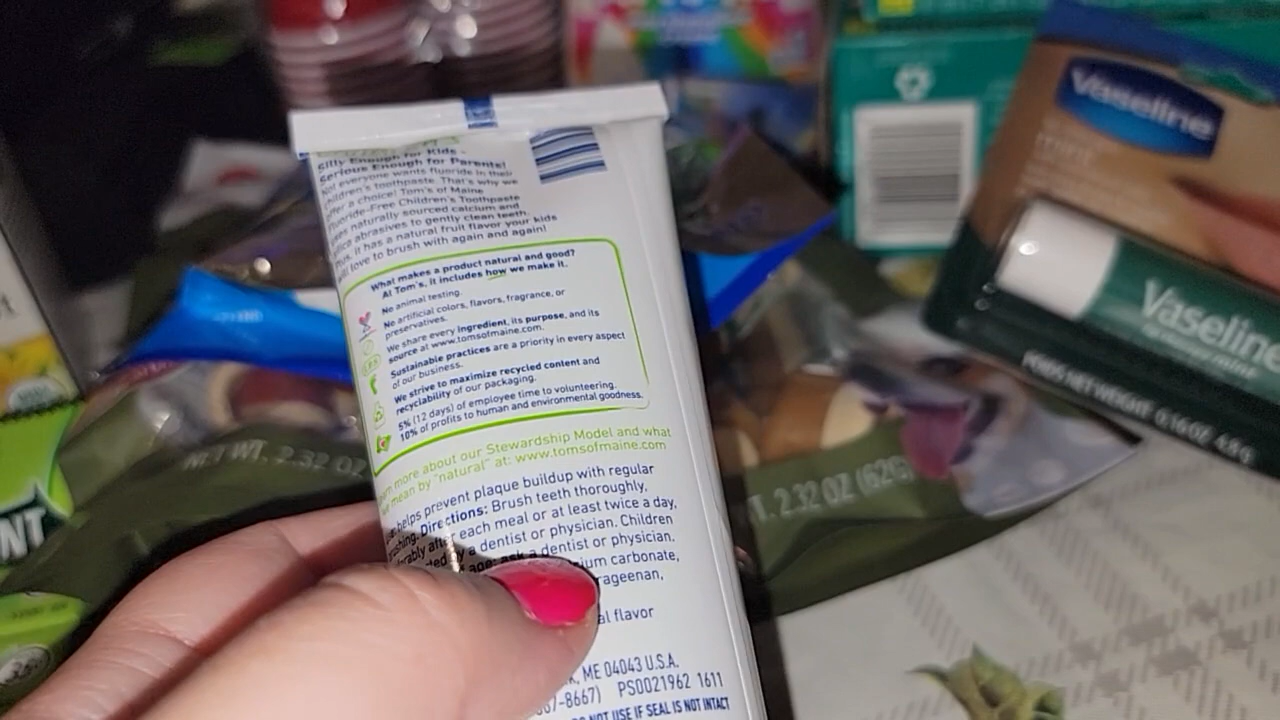 Silly Enough for Kids -
Serious Enough for Parents!
Not everyone wants fluoride in their
children's toothpaste. That's why we
offer a choice! Tom's of Maine
Fluoride-Free Children's Toothpaste
uses naturally sourced calcium and
silica abrasives to gently clean teeth.
Plus, it has a natural fruit flavor your kids
will love to brush with again and again!
What makes a product natural and good?
At Tom's, it includes how we make it.
No animal testing.
No artificial colors, flavors, fragrance, or
preservatives.
We share every ingredient, its purpose, and its
source at www.tomsofmaine.com.
Sustainable practices are a priority in every aspect
of our business.
We strive to maximize recycled content and
recyclability of our packaging.
5% (12 days) of employee time to volunteering.
10% of profits to human and environmental goodness.
more about our Stewardship Model and what
mean by "natural" at: www.tomsofmaine.com
helps prevent plaque buildup with regular
Directions: Brush teeth thoroughly,
each meal or at least twice a day,
a dentist or physician. Children
age: ask a dentist or physician.
carbonate,
flavor
ME 04043 U.S.A.
PS0021962 1611
NOT USE IF SEAL IS NOT INTACT
Vaseline
Vaseline
NET WEIGHT 0.16 OZ 4.8 g
NET WT. 2.32 OZ
2.32 OZ (62G)